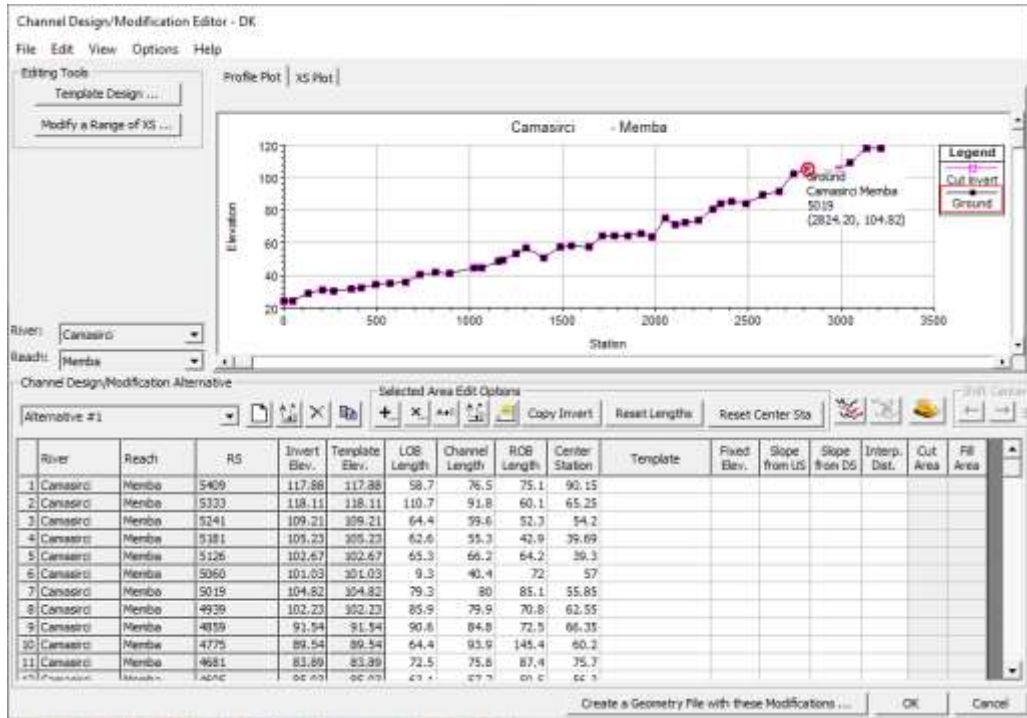 Channel Design/Modification Editor - DK
File Edit View Options Help
Editing Tools
Template Design ...
Modify a Range of XS ...
Profile Plot XS Plot
Camasirci - Memba
120
100
80
60
40
20
Elevation
0 500 1000 1500 2000 2500 3000 3500
Station
Legend
Cut Invert
Ground
Ground
Camasirci Memba
5019
(2824.20, 104.82)
River: Camasirci
Reach: Memba
Channel Design/Modification Alternative
Selected Area Edit Options
Alternative #1
Copy Invert Reset Lengths Reset Center Sta
River Reach RS Invert Elev. Template Elev. LOB Length Channel Length ROB Length Center Station Template Fixed Elev. Slope from US Slope from DS Interp. Dist. Cut Area Fill Area
1 Camasirci Memba 5409 117.88 117.88 58.7 76.5 75.1 90.15
2 Camasirci Memba 5333 118.11 118.11 110.7 91.8 60.1 65.25
3 Camasirci Memba 5241 109.21 109.21 64.4 59.6 52.3 54.2
4 Camasirci Memba 5181 105.23 105.23 62.6 55.3 42.9 39.69
5 Camasirci Memba 5126 102.67 102.67 65.3 66.2 64.2 39.3
6 Camasirci Memba 5060 101.03 101.03 9.3 40.4 72 57
7 Camasirci Memba 5019 104.82 104.82 79.3 80 85.1 55.85
8 Camasirci Memba 4939 102.23 102.23 85.9 79.9 70.8 62.55
9 Camasirci Memba 4859 91.54 91.54 90.6 84.8 72.5 66.35
10 Camasirci Memba 4775 89.54 89.54 64.4 93.9 145.4 60.2
11 Camasirci Memba 4681 83.89 83.89 72.5 75.8 87.4 75.7
Create a Geometry File with these Modifications ... OK Cancel